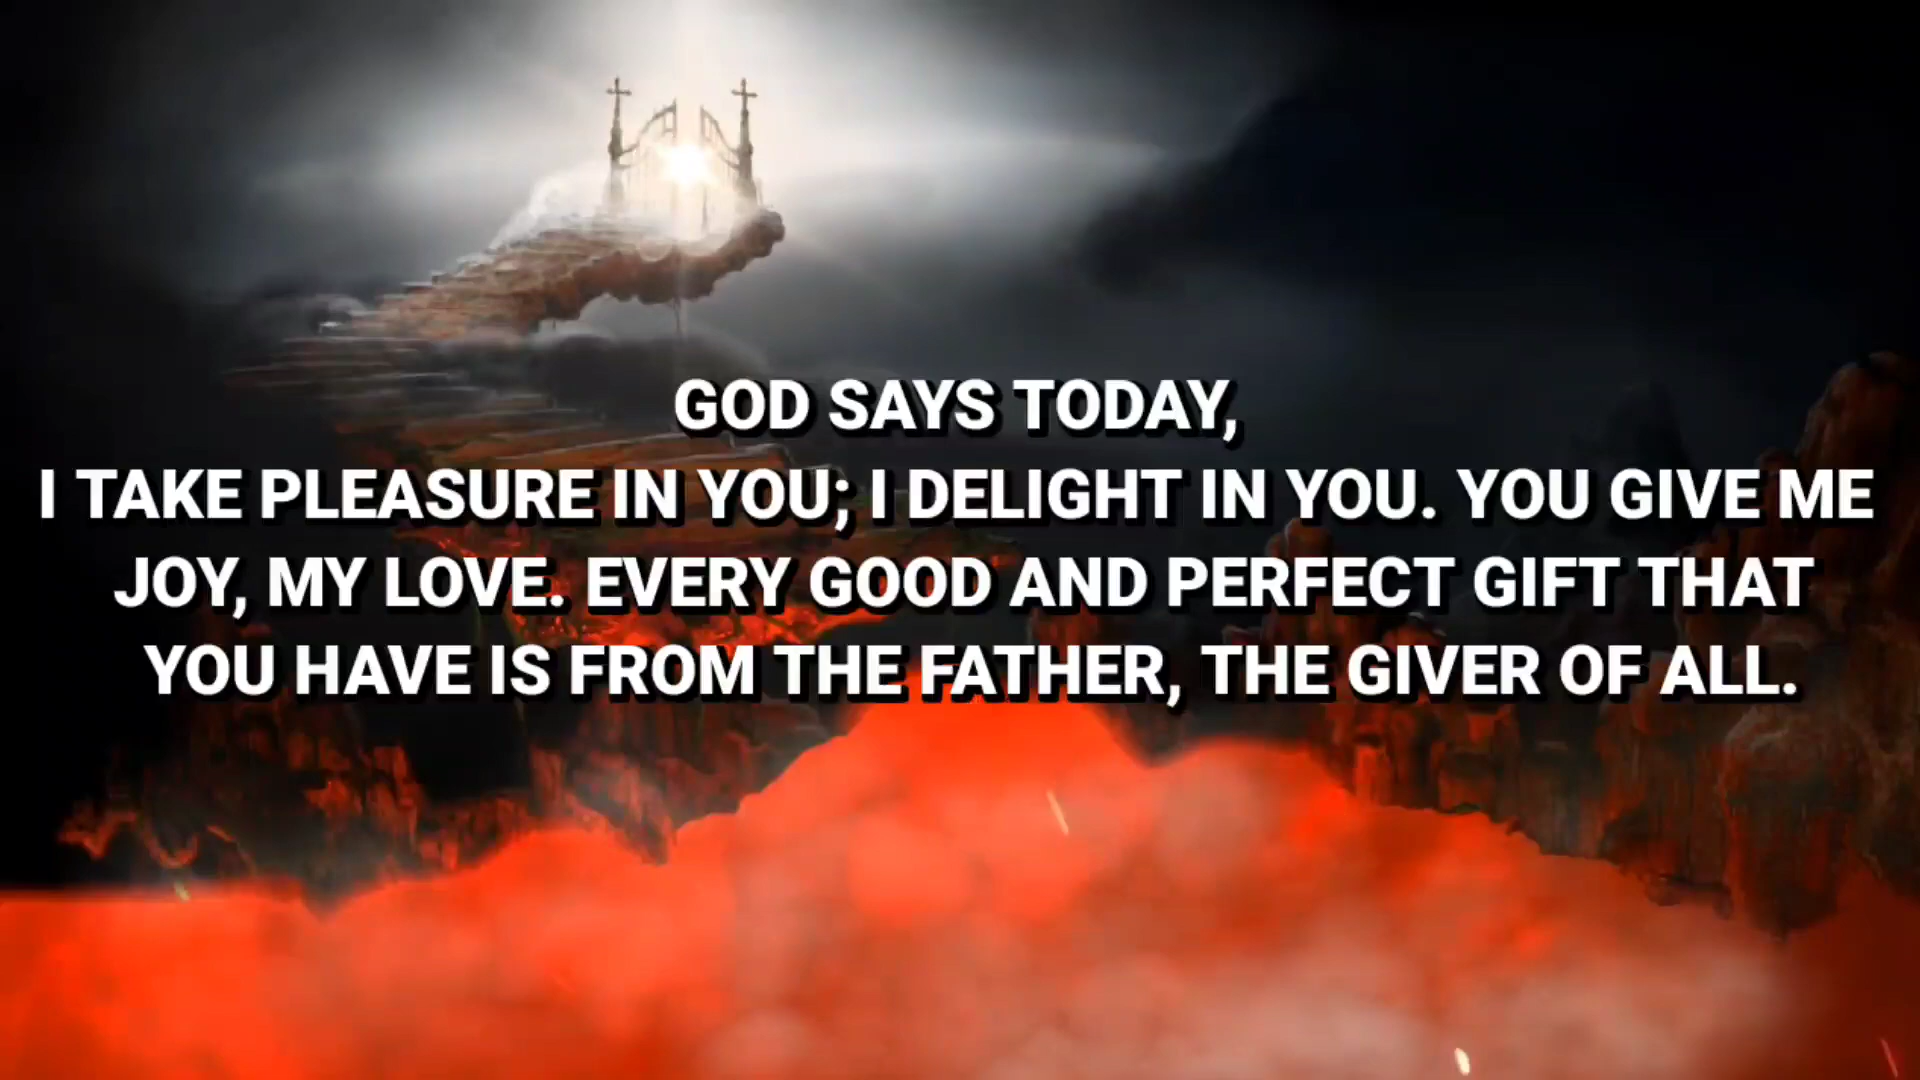 GOD SAYS TODAY,
I TAKE PLEASURE IN YOU; I DELIGHT IN YOU. YOU GIVE ME
JOY, MY LOVE. EVERY GOOD AND PERFECT GIFT THAT
YOU HAVE IS FROM THE FATHER, THE GIVER OF ALL.